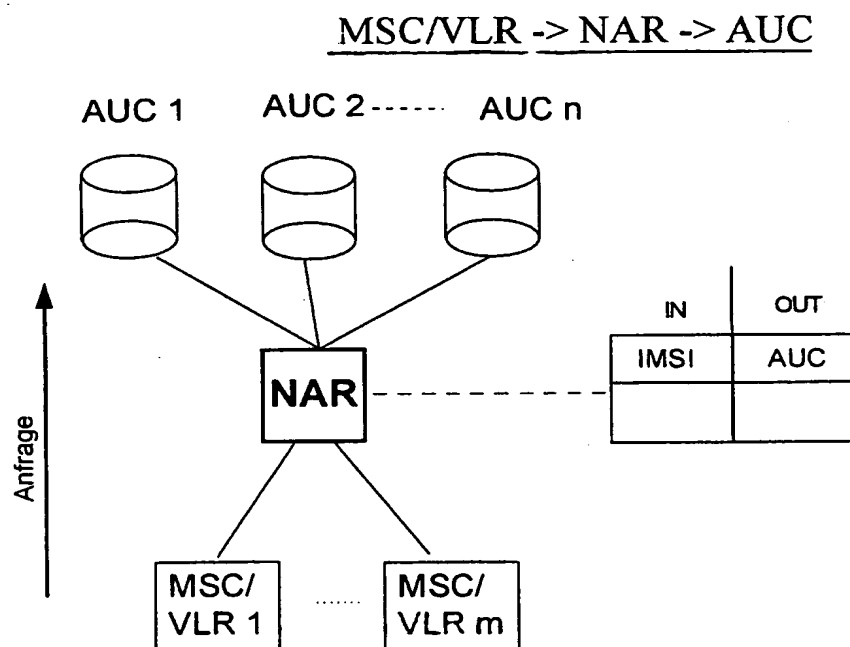 MSC/VLR -> NAR -> AUC
AUC 1 AUC 2 ----- AUC n
IN OUT
IMSI AUC
NAR
Anfrage
MSC/ VLR 1 ...... MSC/ VLR m